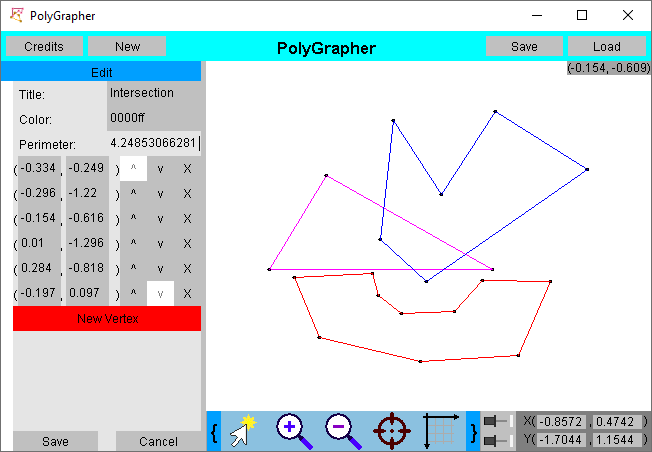 PolyGrapher
Credits New PolyGrapher Save Load
Edit (-0.154, -0.609)
Title: Intersection
Color: 0000ff
Perimeter: 4.24853066281
(-0.334 , -0.249 ) ^ v X
(-0.296 , -1.22 ) ^ v X
(-0.154 , -0.616 ) ^ v X
(0.01 , -1.296 ) ^ v X
(0.284 , -0.818 ) ^ v X
(-0.197 , 0.097 ) ^ v X
New Vertex
{ } X(-0.8572 , 0.4742 )
Save Cancel Y(-1.7044 , 1.1544 )